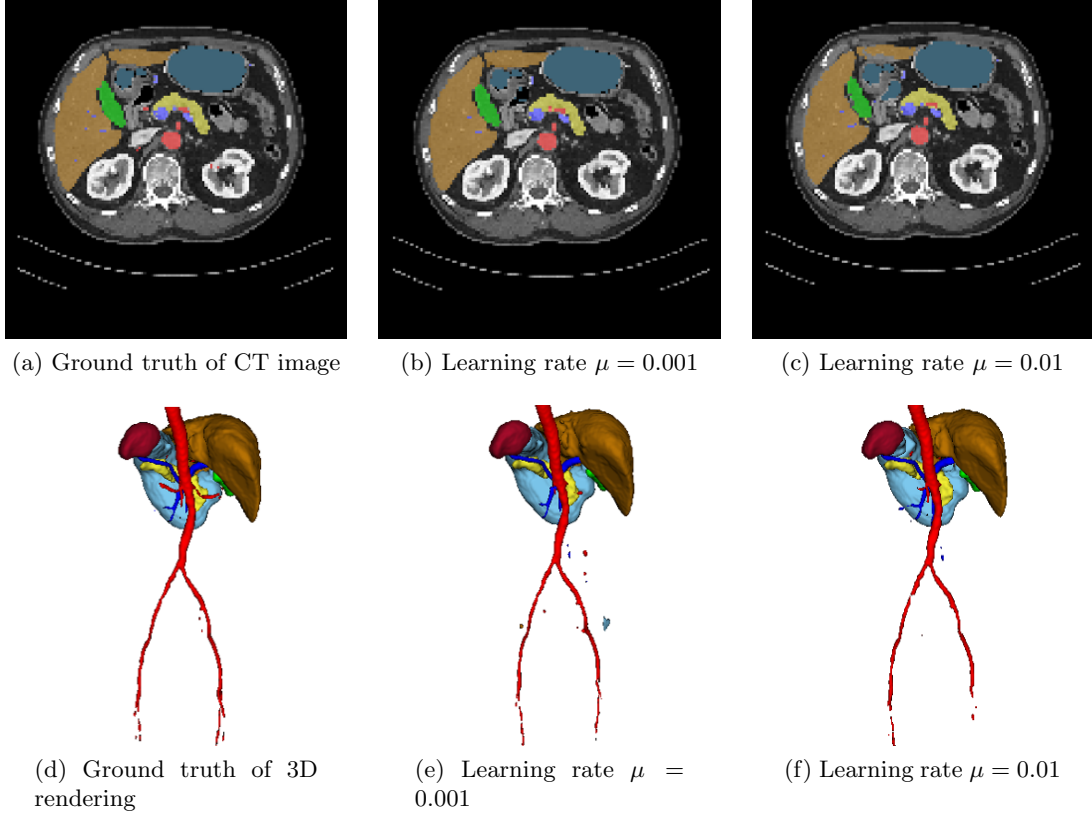 (a) Ground truth of CT image
(b) Learning rate μ = 0.001
(c) Learning rate μ = 0.01
(d) Ground truth of 3D
rendering
(e) Learning rate μ =
0.001
(f) Learning rate μ = 0.01